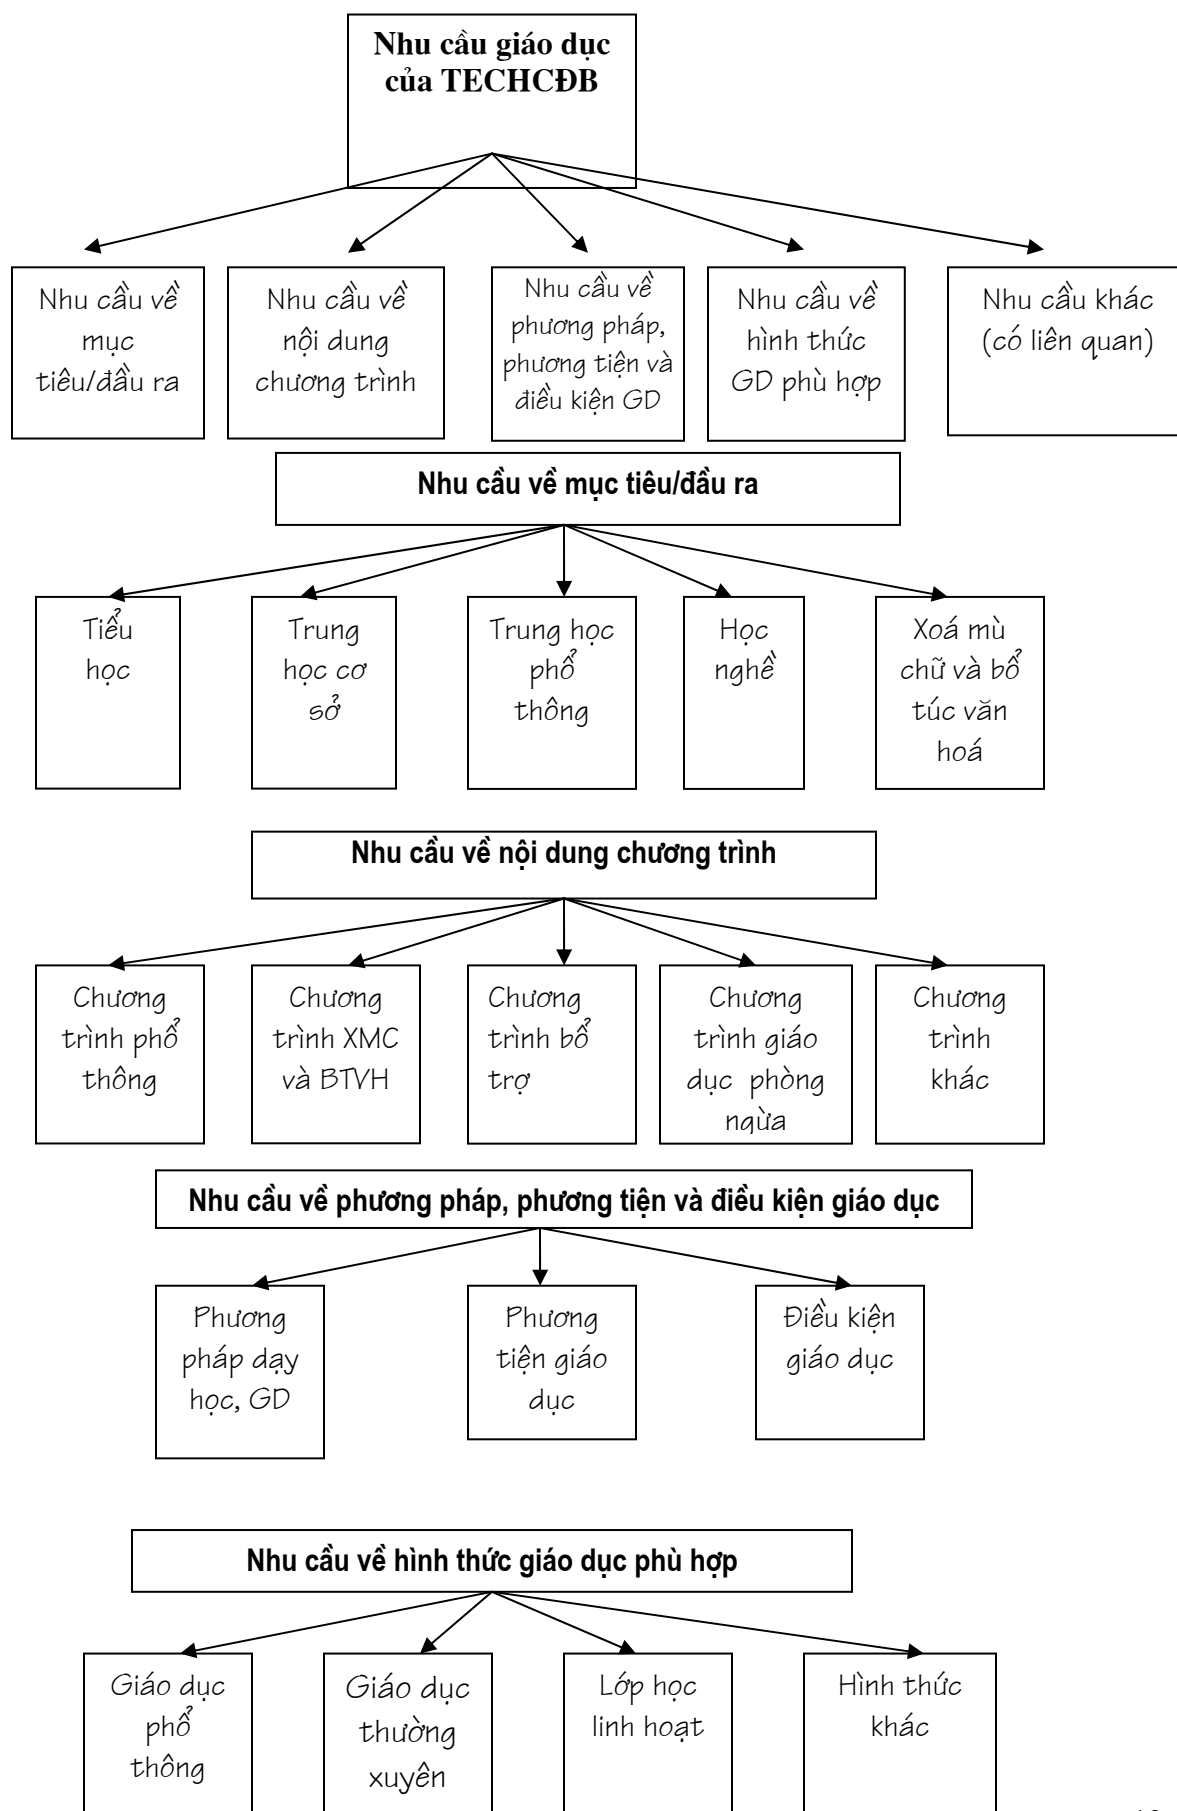 Nhu cầu giáo dục
của TECHCĐB
Nhu cầu về
mục
tiêu/đầu ra
Nhu cầu về
nội dung
chương trình
Nhu cầu về
phương pháp,
phương tiện và
điều kiện GD
Nhu cầu về
hình thức
GD phù hợp
Nhu cầu khác
(có liên quan)
Nhu cầu về mục tiêu/đầu ra
Tiểu
học
Trung
học cơ
sở
Trung học
phổ
thông
Học
nghề
Xoá mù
chữ và bổ
túc văn
hoá
Nhu cầu về nội dung chương trình
Chương
trình phổ
thông
Chương
trình XMC
và BTVH
Chương
trình bổ
trợ
Chương
trình giáo
dục phòng
ngừa
Chương
trình
khác
Nhu cầu về phương pháp, phương tiện và điều kiện giáo dục
Phương
pháp dạy
học, GD
Phương
tiện giáo
dục
Điều kiện
giáo dục
Nhu cầu về hình thức giáo dục phù hợp
Giáo dục
phổ
thông
Giáo dục
thường
xuyên
Lớp học
linh hoạt
Hình thức
khác